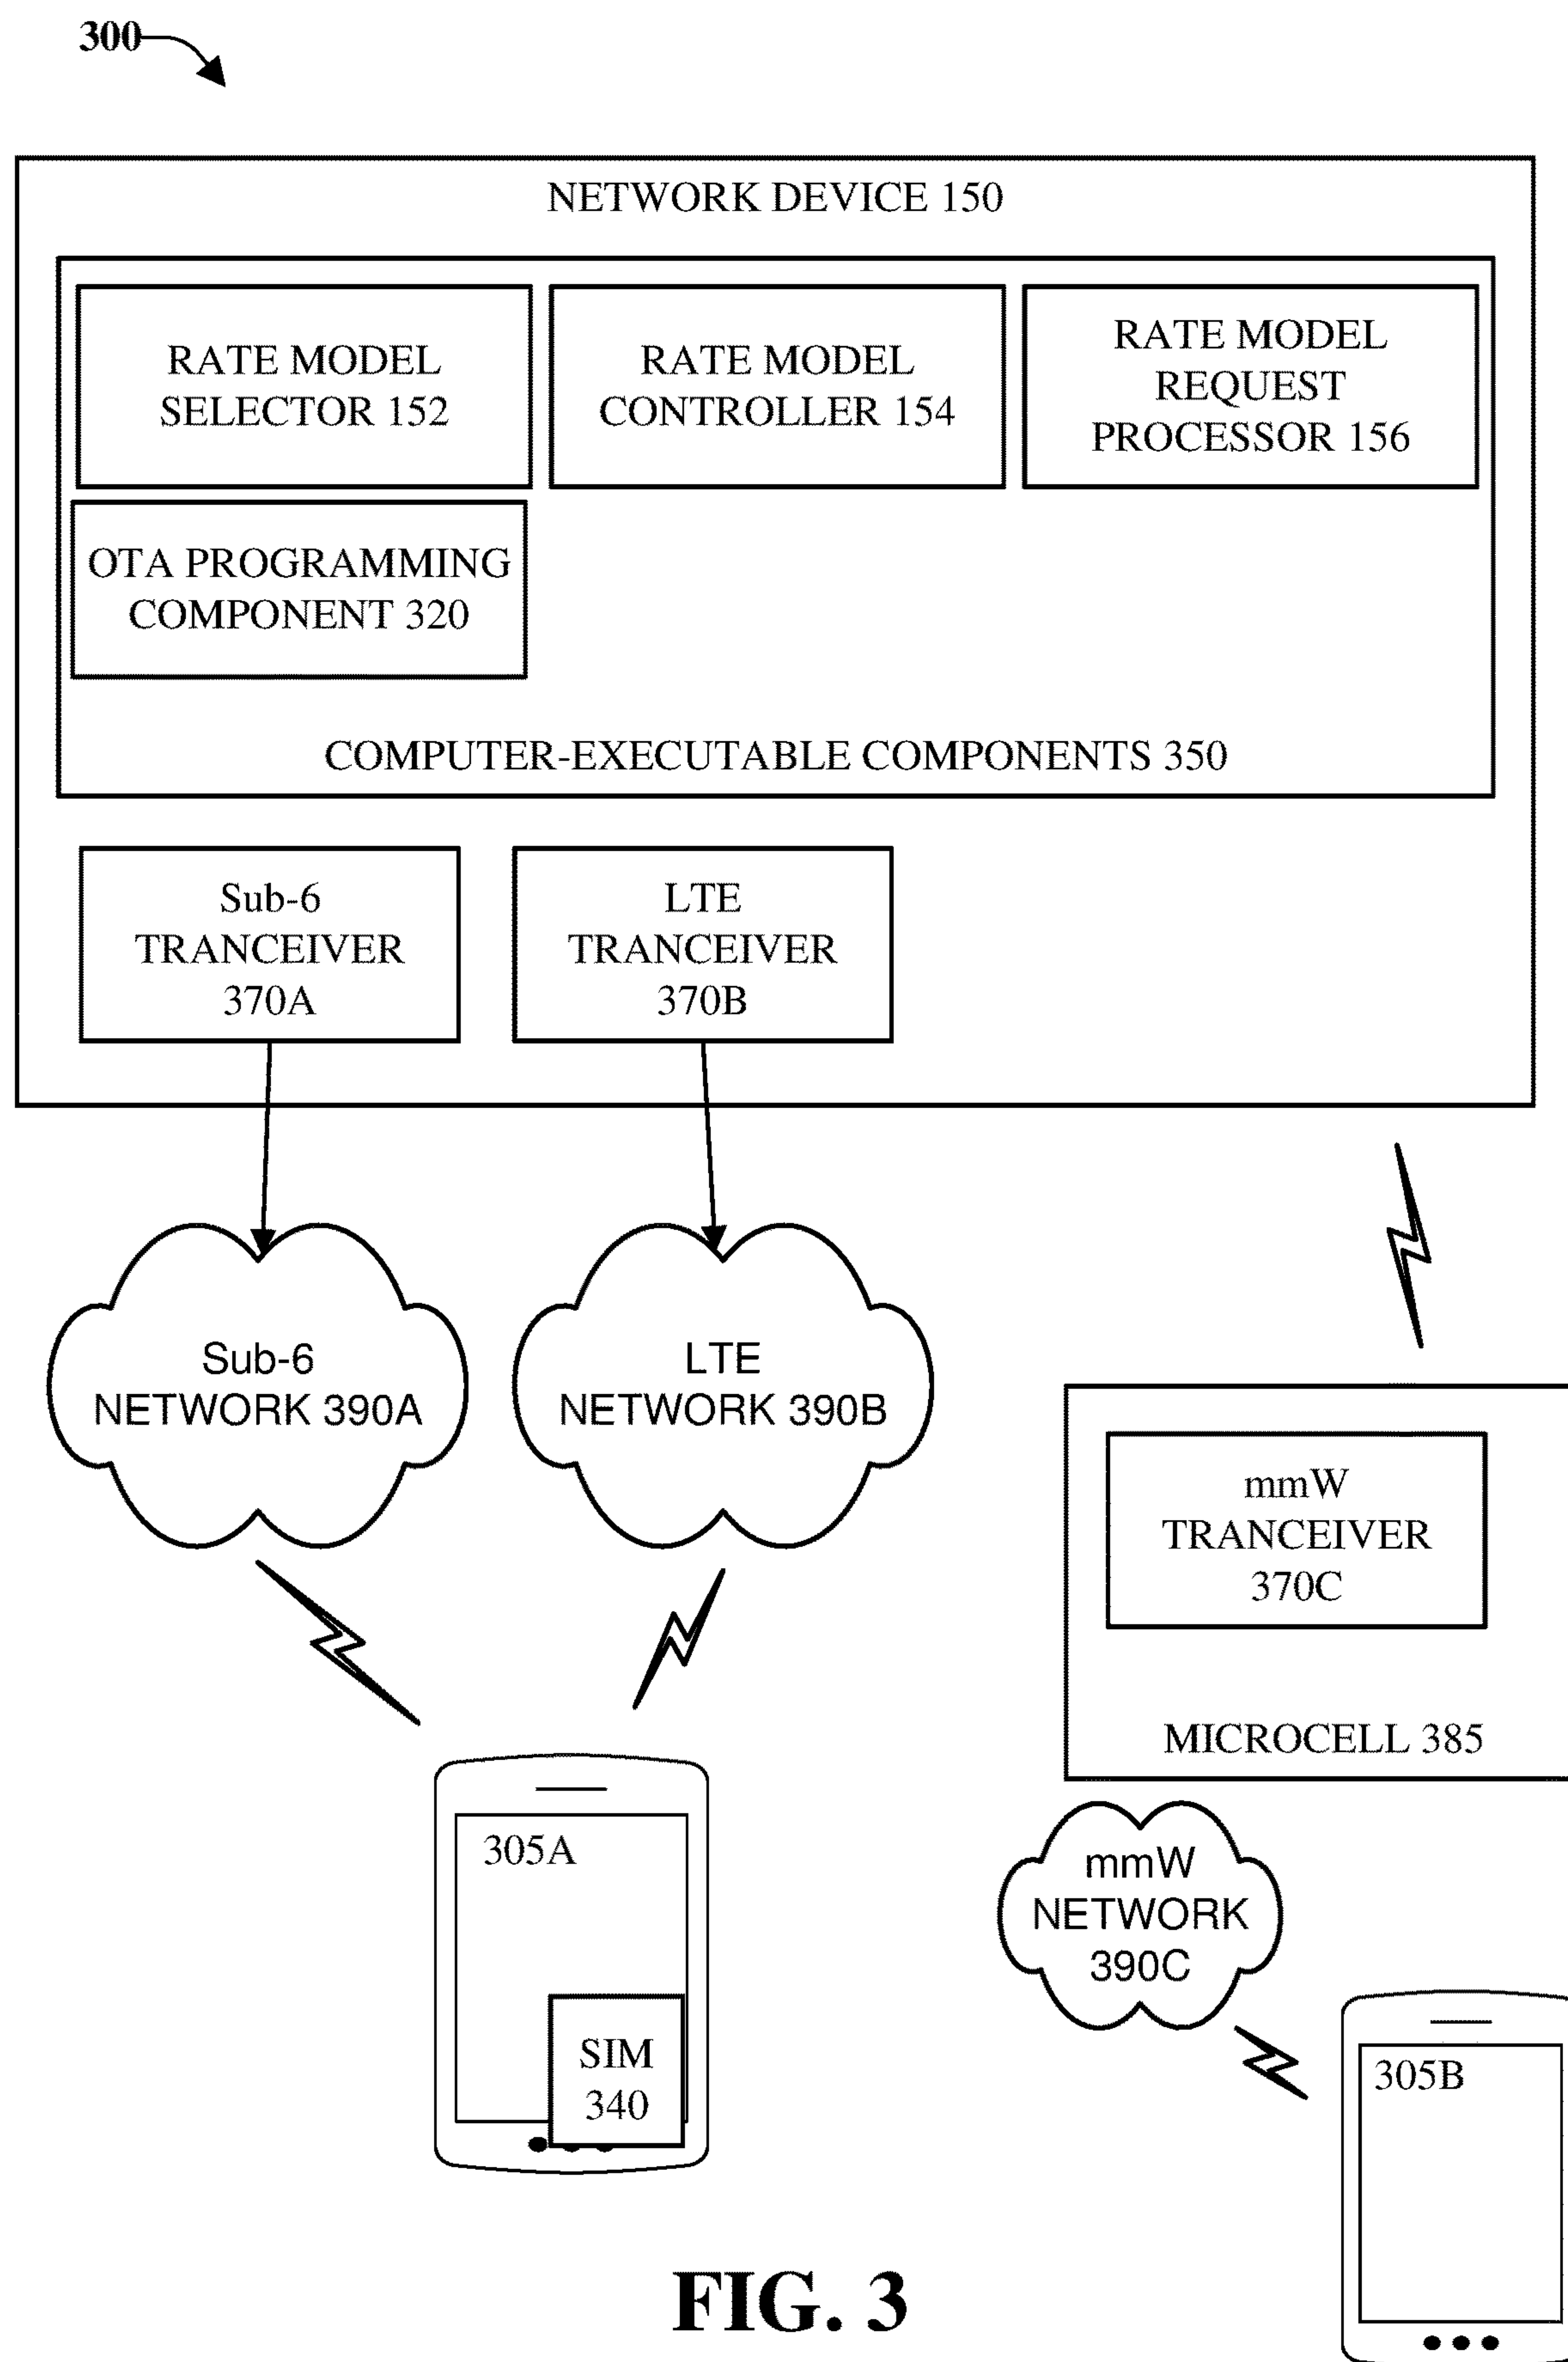 300
NETWORK DEVICE 150
RATE MODEL
SELECTOR 152
RATE MODEL
CONTROLLER 154
RATE MODEL
REQUEST
PROCESSOR 156
OTA PROGRAMMING
COMPONENT 320
COMPUTER-EXECUTABLE COMPONENTS 350
Sub-6
TRANCEIVER
370A
LTE
TRANCEIVER
370B
Sub-6
NETWORK 390A
LTE
NETWORK 390B
mmW
TRANCEIVER
370C
MICROCELL 385
305A
SIM
340
mmW
NETWORK
390C
305B
FIG. 3